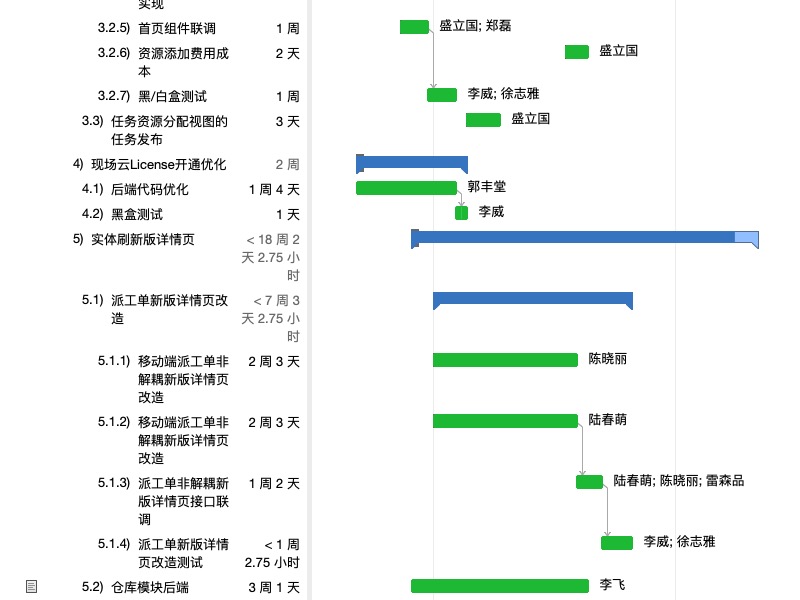 实现
3.2.5) 首页组件联调 1 周 盛立国; 郑磊
3.2.6) 资源添加费用成 2 天 盛立国
本
3.2.7) 黑/白盒测试 1 周 李威; 徐志雅
3.3) 任务资源分配视图的 3 天 盛立国
任务发布
4) 现场云License开通优化 2 周
4.1) 后端代码优化 1 周 4 天 郭丰堂
4.2) 黑盒测试 1 天 李威
5) 实体刷新版详情页 < 18 周 2
天 2.75 小
时
5.1) 派工单新版详情页改 < 7 周 3
造 天 2.75 小
时
5.1.1) 移动端派工单非 2 周 3 天 陈晓丽
解耦新版详情页
改造
5.1.2) 移动端派工单非 2 周 3 天 陆春萌
解耦新版详情页
改造
5.1.3) 派工单非解耦新 1 周 2 天 陆春萌; 陈晓丽; 雷森品
版详情页接口联
调
5.1.4) 派工单新版详情 < 1 周 李威; 徐志雅
页改造测试 2.75 小时
5.2) 仓库模块后端 3 周 1 天 李飞